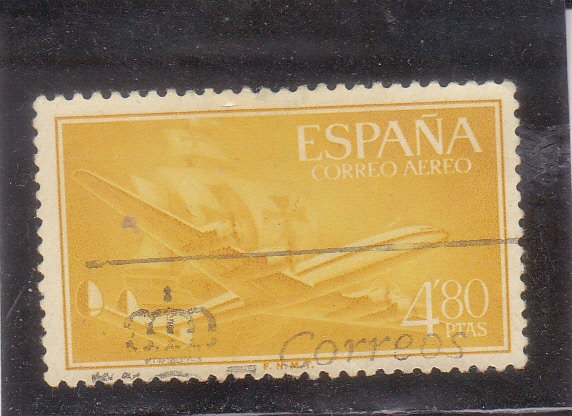 ESPAÑA
CORREO AEREO
4'80
PTAS
Correos
F.N.M.T.